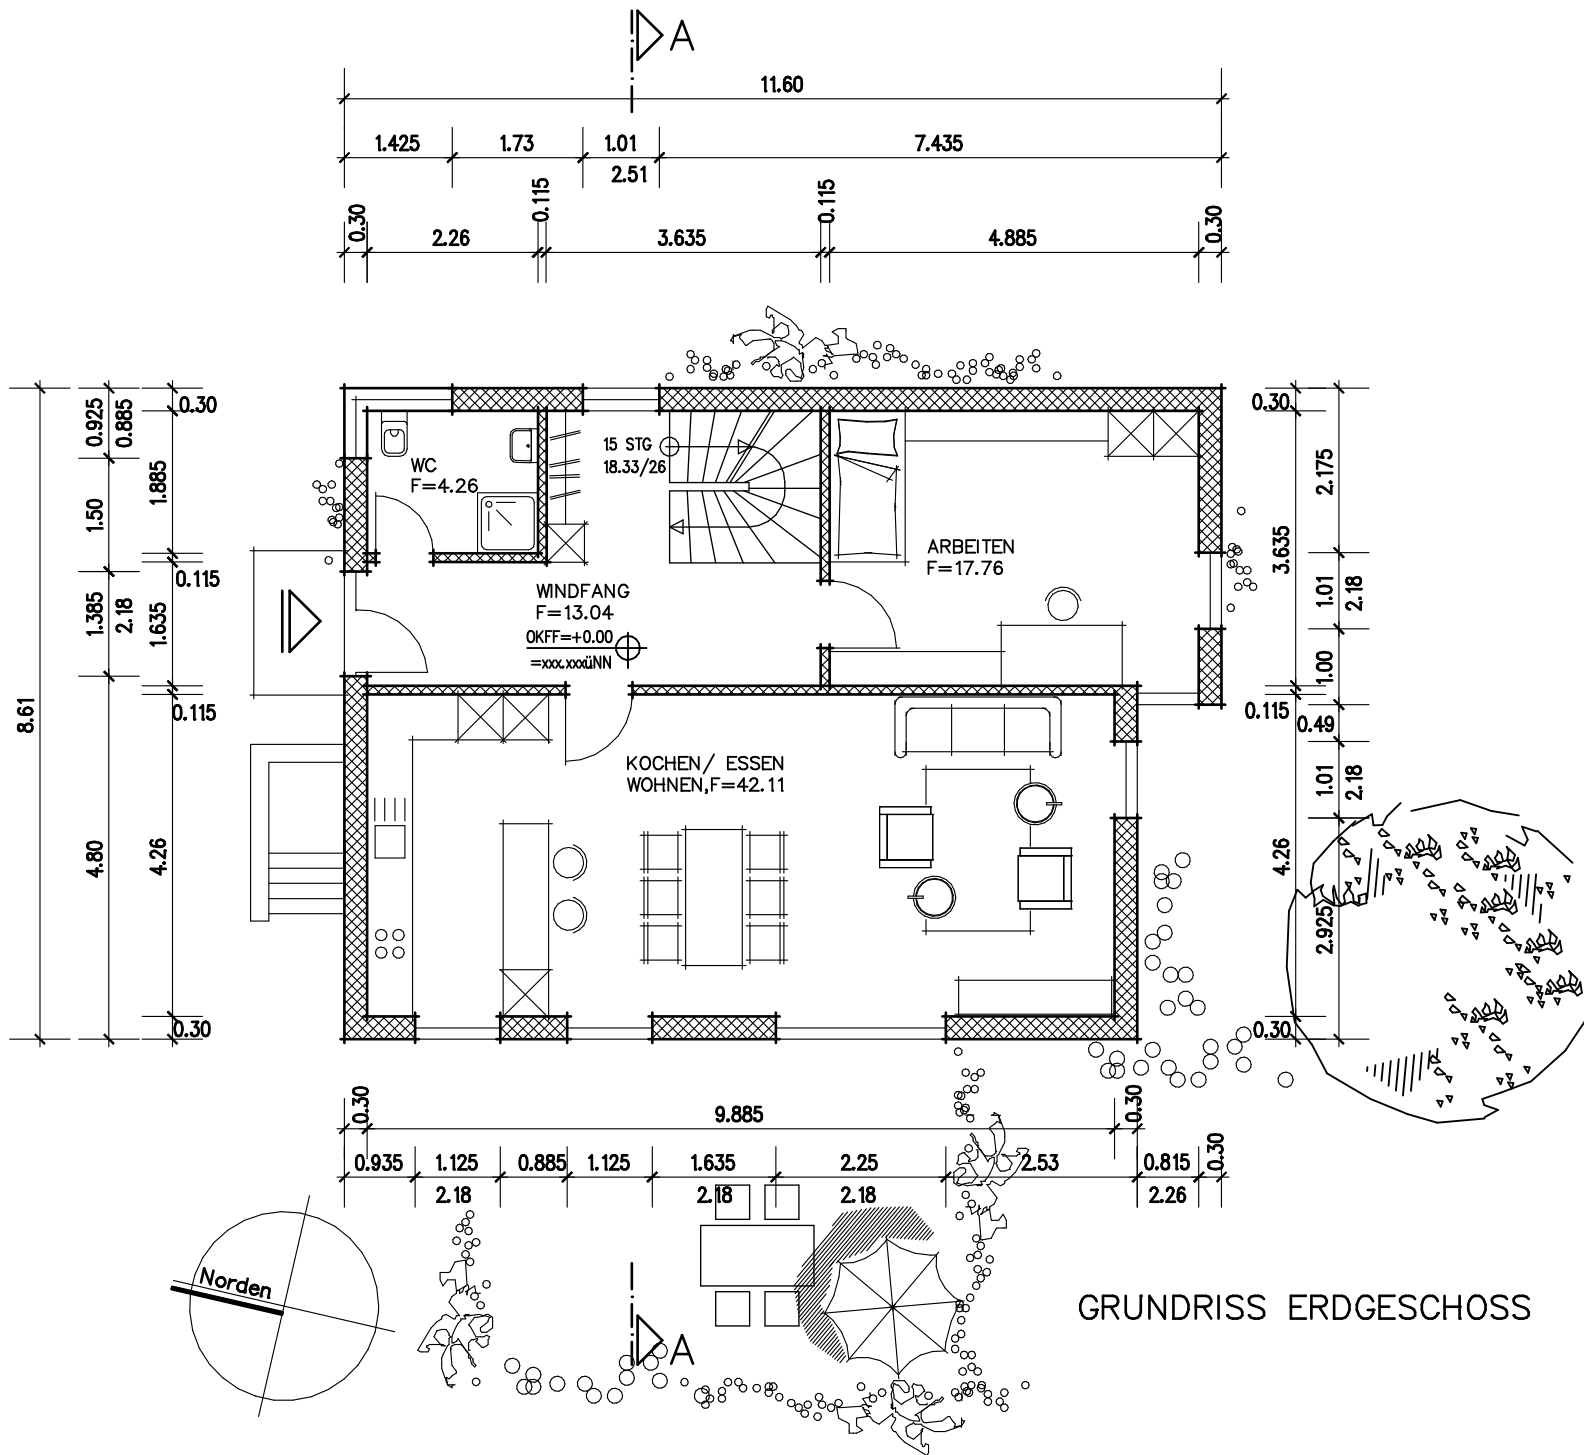 A
11.60
1.425 1.73 1.01 7.435
2.51
0.30 2.26 0.115 3.635 0.115 4.885 0.30
8.61
0.925 1.50 1.385 4.80
0.885 2.18
0.30 1.885 0.115 1.635 0.115 4.26 0.30
WC
F=4.26
15 STG
18.33/26
ARBEITEN
F=17.76
WINDFANG
F=13.04
OKFF=+0.00
=xxx.xxxüNN
KOCHEN/ ESSEN
WOHNEN,F=42.11
0.30 3.635 0.115 4.26 0.30
2.175 1.01 1.00 0.49 1.01 2.925
2.18 2.18
0.30 9.885 0.30
0.935 1.125 0.885 1.125 1.635 2.25 2.53 0.815 0.30
2.18 2.18 2.18 2.26
Norden
A
GRUNDRISS ERDGESCHOSS